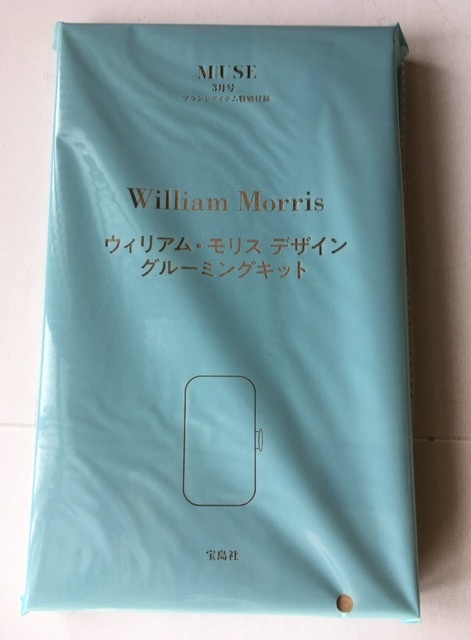 MUSE
3月号
ブランドアイテム特別付録
William Morris
ウィリアム・モリス デザイン
グルーミングキット
宝島社